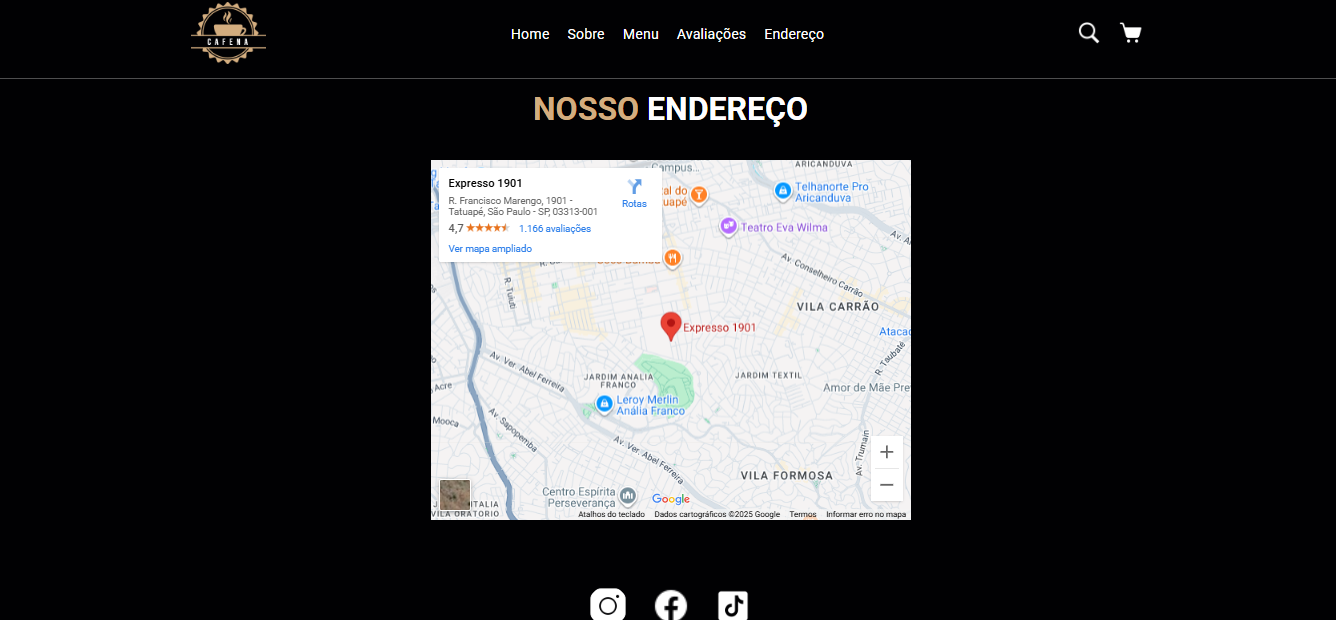 CAFENA
Home Sobre Menu Avaliações Endereço
NOSSO ENDEREÇO
Expresso 1901
R. Francisco Marengo, 1901 -
Tatuapé, São Paulo - SP, 03313-001
4,7 1.166 avaliações
Ver mapa ampliado
Rotas
Campus...
ARICANDUVA
Telhanorte Pro
Aricanduva
Teatro Eva Wilma
Av. Conselheiro Carrão
VILA CARRÃO
R. Tuiuti
Expresso 1901
R. Taubaté
JARDIM ANALIA
FRANCO
JARDIM TEXTIL
Amor de Mãe Pre
Av. Ver. Abel Ferreira
Acre
Leroy Merlin
Anália Franco
Mooca
Av. Sapopemba
Av. Ver. Abel Ferreira
Av. Trumain
VILA FORMOSA
Centro Espírita
Perseverança
Google
VILA ORATORIO
Atalhos do teclado Dados cartográficos ©2025 Google Termos Informar erro no mapa